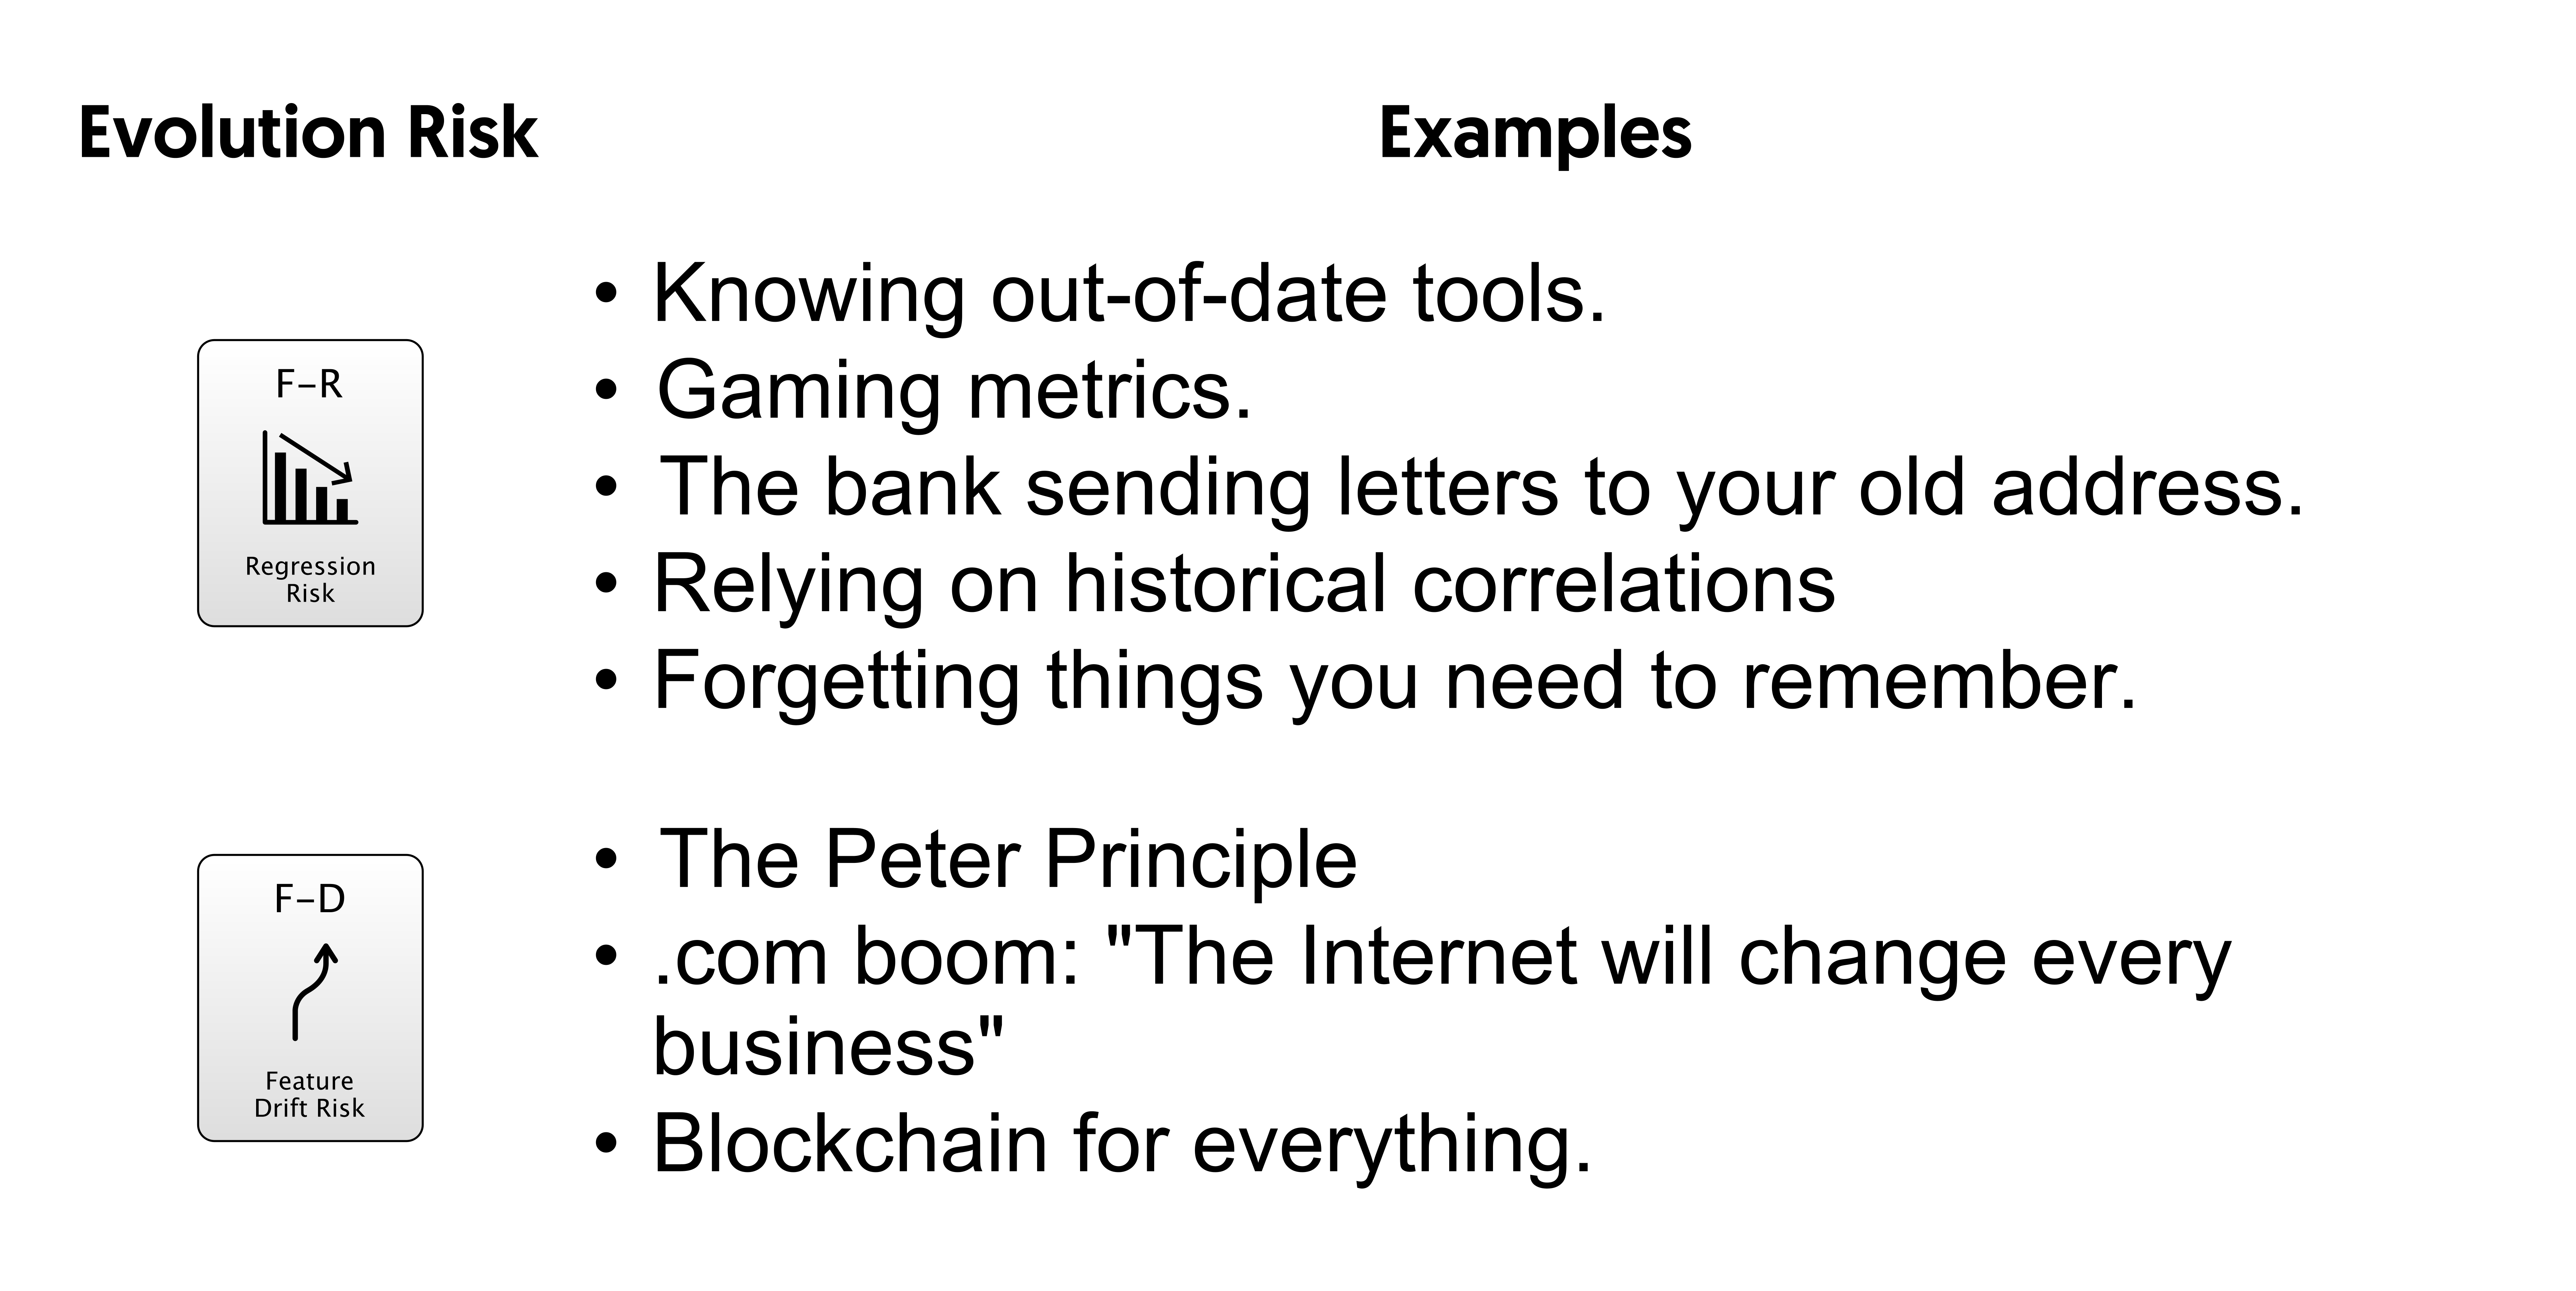 Evolution Risk
Examples
F–R
Regression
Risk
• Knowing out-of-date tools.
• Gaming metrics.
• The bank sending letters to your old address.
• Relying on historical correlations
• Forgetting things you need to remember.
F–D
Feature
Drift Risk
• The Peter Principle
• .com boom: "The Internet will change every
business"
• Blockchain for everything.